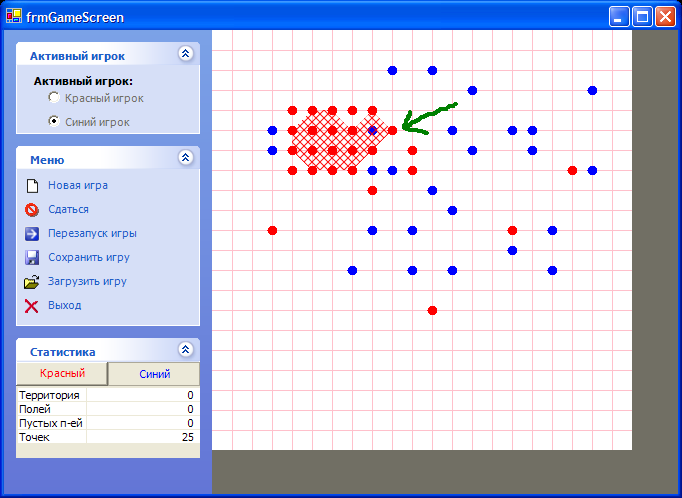 frmGameScreen
Активный игрок
Активный игрок:
Красный игрок
Синий игрок
Меню
Новая игра
Сдаться
Перезапуск игры
Сохранить игру
Загрузить игру
Выход
Статистика
Красный Синий
Территория 0
Полей 0
Пустых п-ей 0
Точек 25